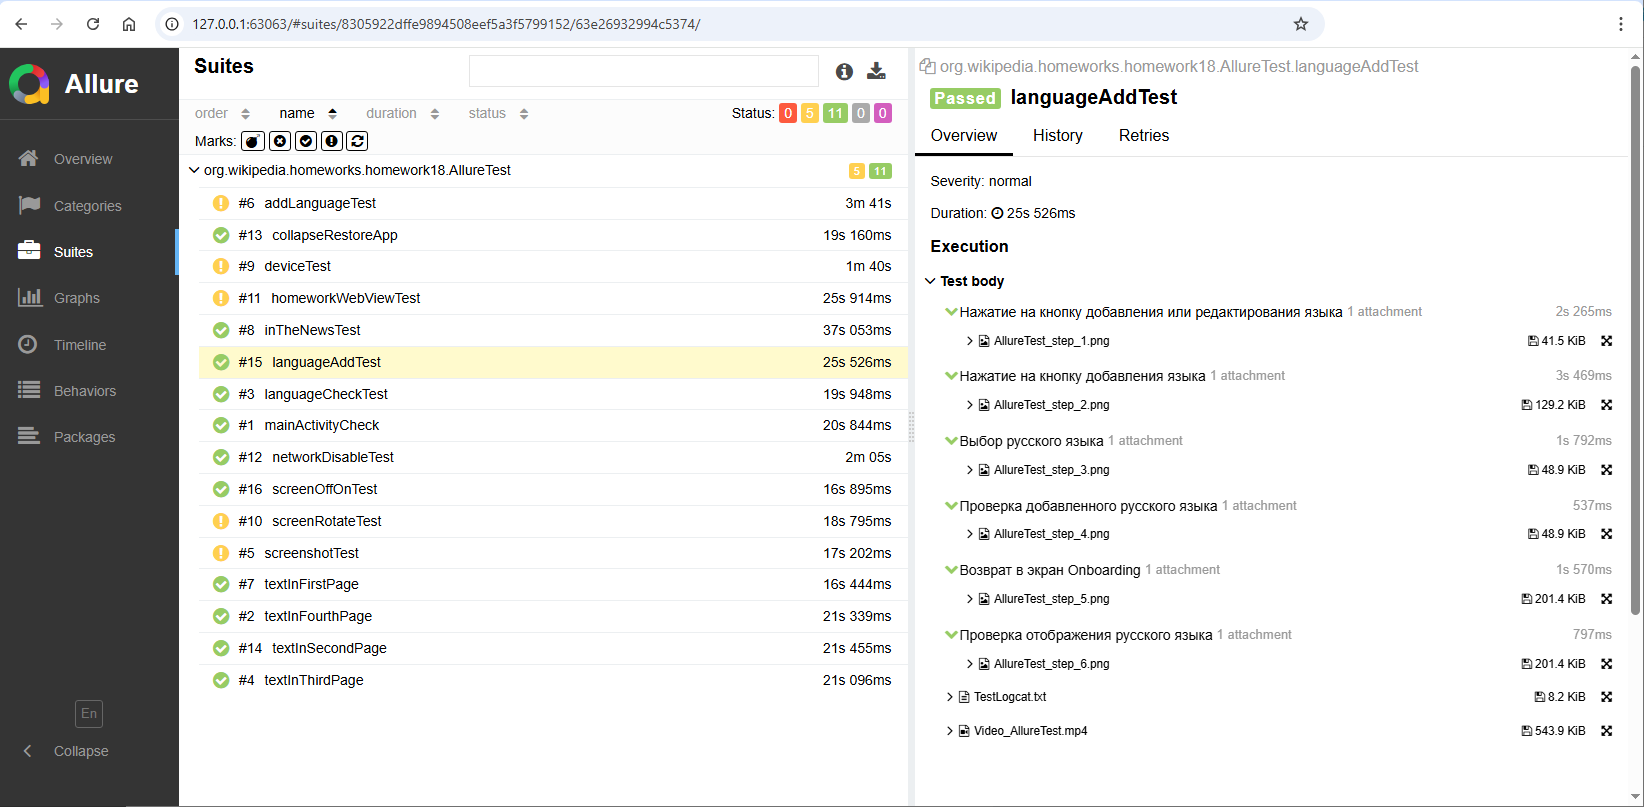 127.0.0.1:63063/#suites/8305922dffe9894508eef5a3f5799152/63e26932994c5374/
Allure
Overview
Categories
Suites
Graphs
Timeline
Behaviors
Packages
En
Collapse
Suites
order name duration status Status: 0 5 11 0 0
Marks:
org.wikipedia.homeworks.homework18.AllureTest 5 11
#6 addLanguageTest 3m 41s
#13 collapseRestoreApp 19s 160ms
#9 deviceTest 1m 40s
#11 homeworkWebViewTest 25s 914ms
#8 inTheNewsTest 37s 053ms
#15 languageAddTest 25s 526ms
#3 languageCheckTest 19s 948ms
#1 mainActivityCheck 20s 844ms
#12 networkDisableTest 2m 05s
#16 screenOffOnTest 16s 895ms
#10 screenRotateTest 18s 795ms
#5 screenshotTest 17s 202ms
#7 textInFirstPage 16s 444ms
#2 textInFourthPage 21s 339ms
#14 textInSecondPage 21s 455ms
#4 textInThirdPage 21s 096ms
org.wikipedia.homeworks.homework18.AllureTest.languageAddTest
Passed languageAddTest
Overview History Retries
Severity: normal
Duration: 25s 526ms
Execution
Test body
Нажатие на кнопку добавления или редактирования языка 1 attachment 2s 265ms
AllureTest_step_1.png 41.5 KiB
Нажатие на кнопку добавления языка 1 attachment 3s 469ms
AllureTest_step_2.png 129.2 KiB
Выбор русского языка 1 attachment 1s 792ms
AllureTest_step_3.png 48.9 KiB
Проверка добавленного русского языка 1 attachment 537ms
AllureTest_step_4.png 48.9 KiB
Возврат в экран Onboarding 1 attachment 1s 570ms
AllureTest_step_5.png 201.4 KiB
Проверка отображения русского языка 1 attachment 797ms
AllureTest_step_6.png 201.4 KiB
TestLogcat.txt 8.2 KiB
Video_AllureTest.mp4 543.9 KiB